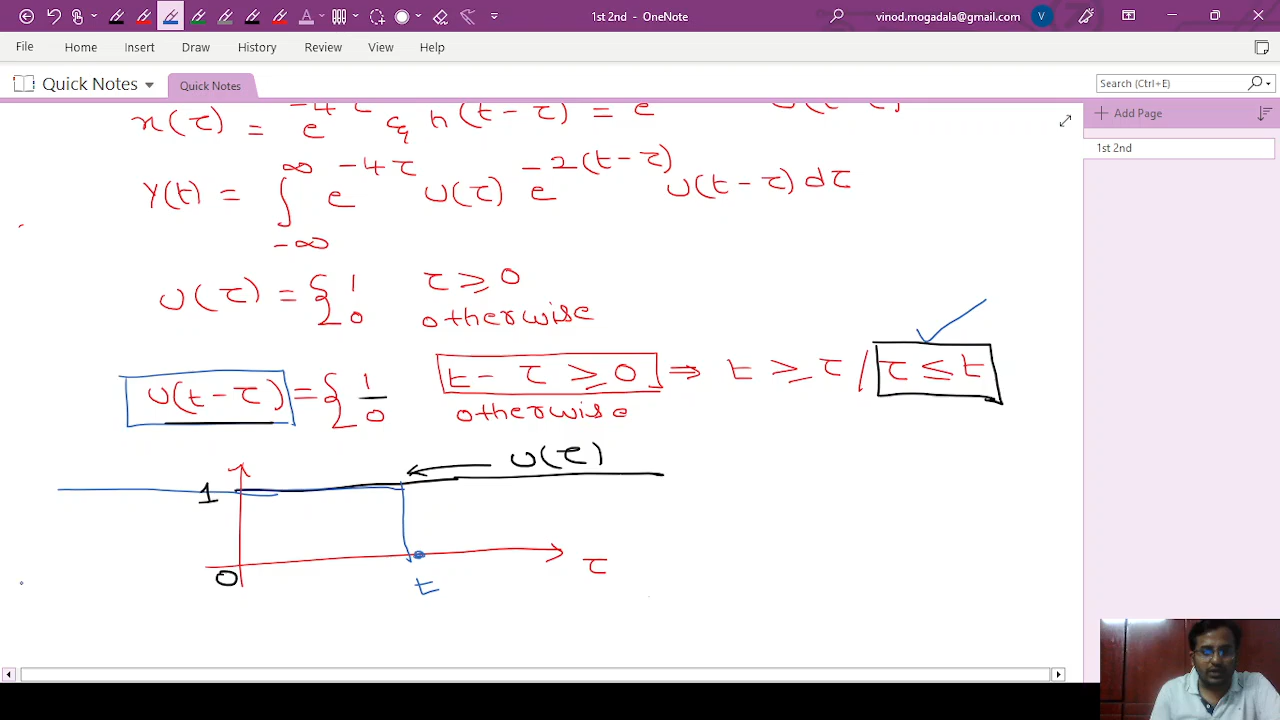 1st 2nd - OneNote
vinod.mogadala@gmail.com
V
File Home Insert Draw History Review View Help
Quick Notes
Quick Notes
Search (Ctrl+E)
Add Page
1st 2nd
x(τ) = e^-4τ & h(t-τ) = e
y(t) = ∫_-∞^∞ e^-4τ u(τ) e^-2(t-τ) u(t-τ) dτ
u(τ) = { 1 τ ≥ 0
0 otherwise
u(t-τ) = { 1 t - τ ≥ 0 ⇒ t ≥ τ / τ ≤ t
0 otherwise
u(τ)
1
0
τ
t